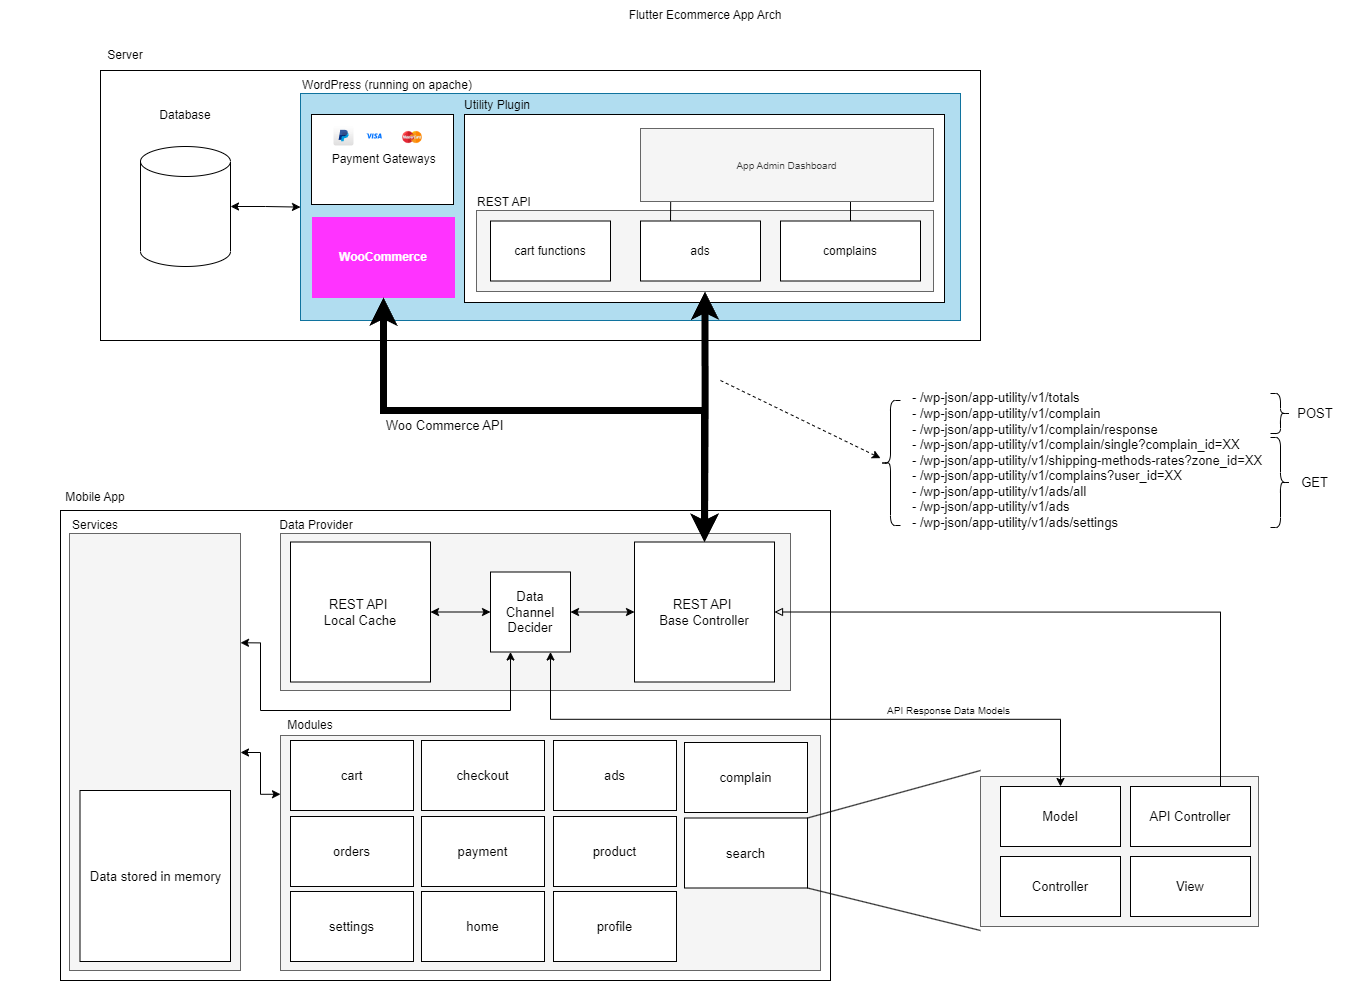 Flutter Ecommerce App Arch
Server
WordPress (running on apache)
Database
Utility Plugin
VISA
Payment Gateways
App Admin Dashboard
REST API
cart functions
ads
complains
WooCommerce
Woo Commerce API
- /wp-json/app-utility/v1/totals
- /wp-json/app-utility/v1/complain
- /wp-json/app-utility/v1/complain/response
- /wp-json/app-utility/v1/complain/single?complain_id=XX
- /wp-json/app-utility/v1/shipping-methods-rates?zone_id=XX
- /wp-json/app-utility/v1/complains?user_id=XX
- /wp-json/app-utility/v1/ads/all
- /wp-json/app-utility/v1/ads
- /wp-json/app-utility/v1/ads/settings
POST
GET
Mobile App
Services
Data Provider
REST API
Local Cache
Data
Channel
Decider
REST API
Base Controller
API Response Data Models
Modules
cart
checkout
ads
complain
orders
payment
product
search
settings
home
profile
Data stored in memory
Model
API Controller
Controller
View